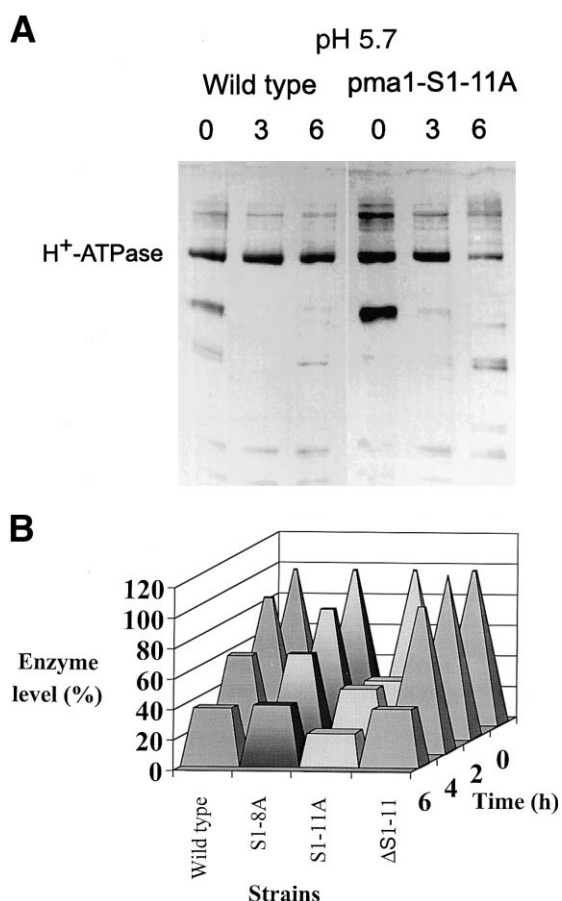 A
pH 5.7
Wild type pma1-S1-11A
0 3 6 0 3 6
H+-ATPase
B
120
100
80
60
40
20
0
Enzyme level (%)
0
2
4
6
Time (h)
Wild type
S1-8A
S1-11A
ΔS1-11
Strains